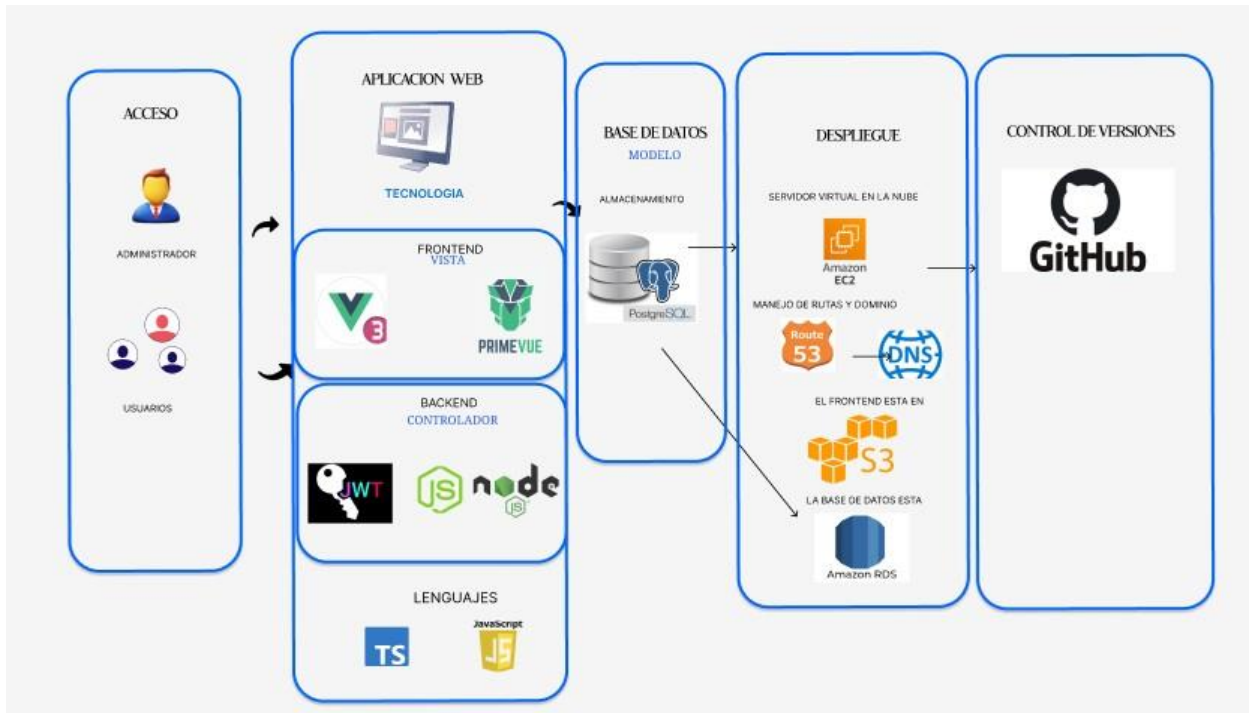 ACCESO
ADMINISTRADOR
USUARIOS
APLICACION WEB
TECNOLOGIA
FRONTEND
VISTA
3
PRIMEVUE
BACKEND
CONTROLADOR
JWT
JS
node
JS
LENGUAJES
TS
JavaScript
JS
BASE DE DATOS
MODELO
ALMACENAMIENTO
PostgreSQL
DESPLIEGUE
SERVIDOR VIRTUAL EN LA NUBE
Amazon
EC2
MANEJO DE RUTAS Y DOMINIO
Route
53
DNS
EL FRONTEND ESTA EN
S3
LA BASE DE DATOS ESTA
Amazon RDS
CONTROL DE VERSIONES
GitHub